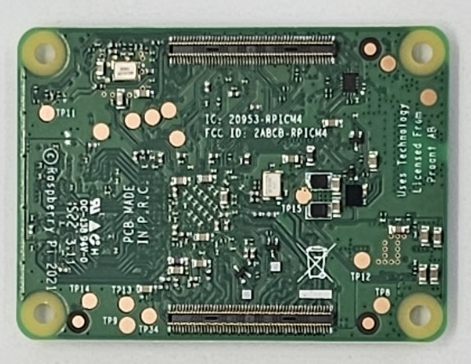 TP11
IC: 20953-RPICM4
FCC ID: 2ABCB-RPICM4
Uses Technology
Licensed From
Proant AB
© Raspberry Pi 2021
PCB MADE
IN P.R.C.
TP15
TP12
TP14
TP13
TP8
TP9
TP34